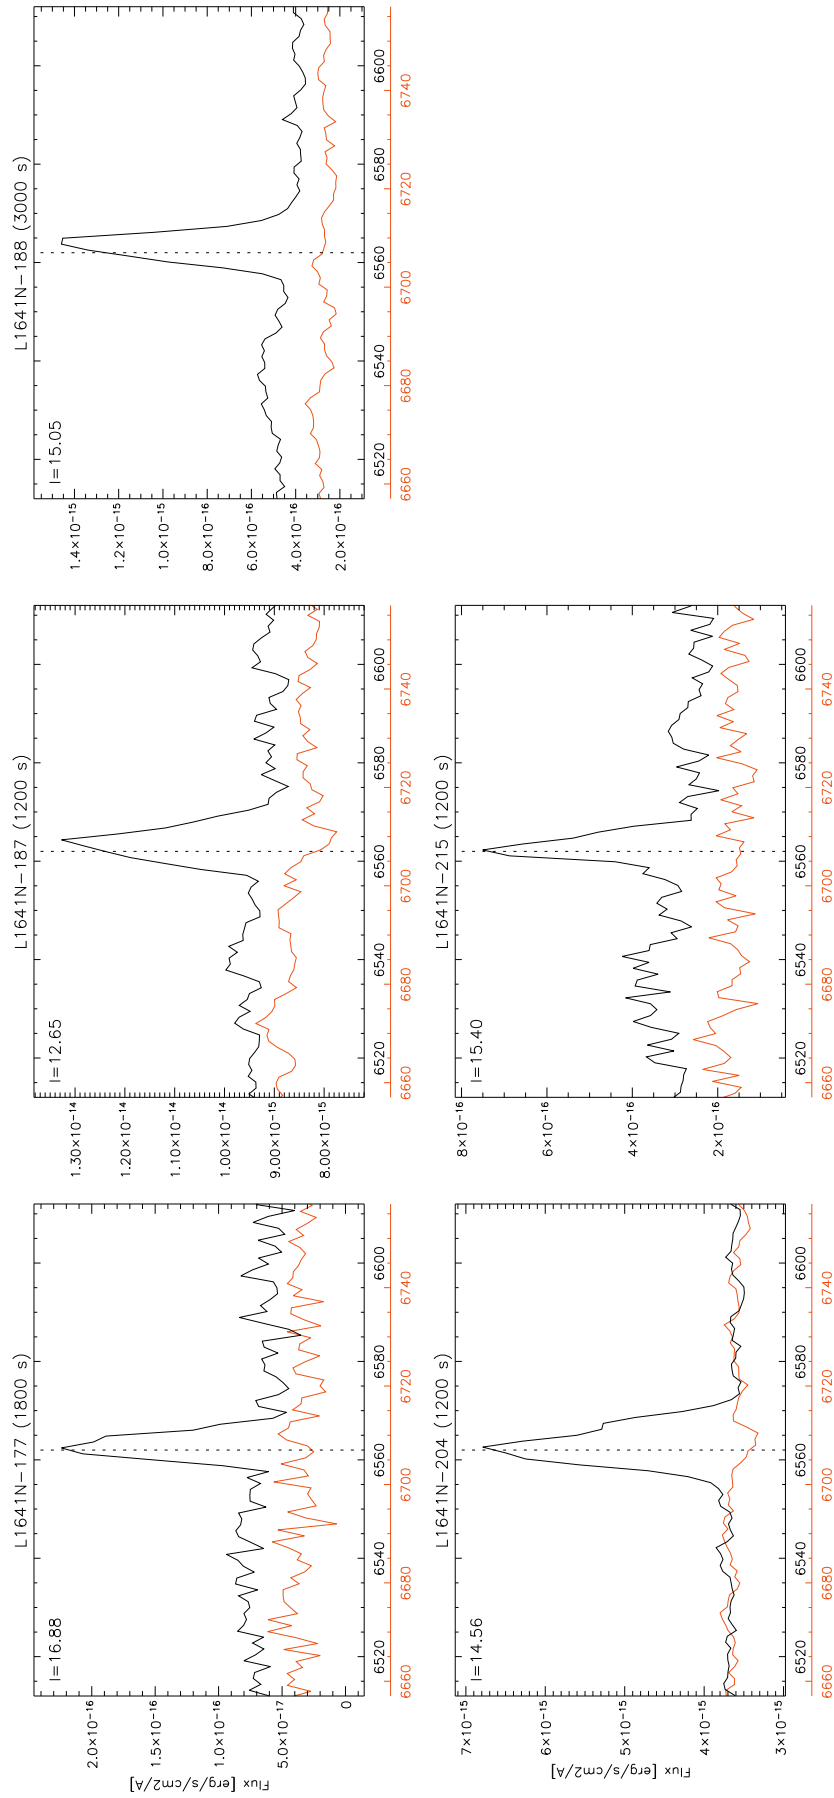 L1641N-177 (1800 s)
I=16.88
Flux [erg/s/cm2/A]
2.0×10⁻¹⁶
1.5×10⁻¹⁶
1.0×10⁻¹⁶
5.0×10⁻¹⁷
0
6520 6540 6560 6580 6600
6660 6680 6700 6720 6740
L1641N-187 (1200 s)
I=12.65
1.30×10⁻¹⁴
1.20×10⁻¹⁴
1.10×10⁻¹⁴
1.00×10⁻¹⁴
9.00×10⁻¹⁵
8.00×10⁻¹⁵
6520 6540 6560 6580 6600
6660 6680 6700 6720 6740
L1641N-188 (3000 s)
I=15.05
1.4×10⁻¹⁵
1.2×10⁻¹⁵
1.0×10⁻¹⁵
8.0×10⁻¹⁶
6.0×10⁻¹⁶
4.0×10⁻¹⁶
2.0×10⁻¹⁶
6520 6540 6560 6580 6600
6660 6680 6700 6720 6740
L1641N-204 (1200 s)
I=14.56
Flux [erg/s/cm2/A]
7×10⁻¹⁵
6×10⁻¹⁵
5×10⁻¹⁵
4×10⁻¹⁵
3×10⁻¹⁵
6520 6540 6560 6580 6600
6660 6680 6700 6720 6740
L1641N-215 (1200 s)
I=15.40
8×10⁻¹⁶
6×10⁻¹⁶
4×10⁻¹⁶
2×10⁻¹⁶
6520 6540 6560 6580 6600
6660 6680 6700 6720 6740